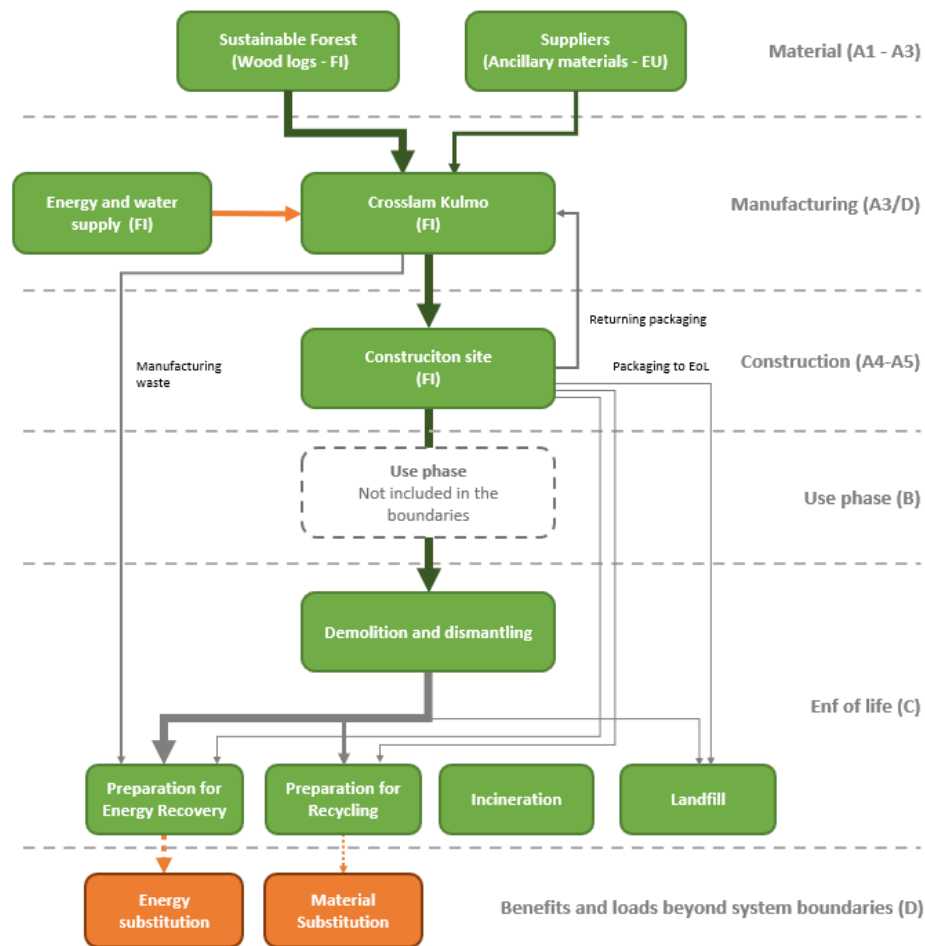 Sustainable Forest
(Wood logs - FI)
Suppliers
(Ancillary materials - EU)
Material (A1 - A3)
Energy and water
supply (FI)
Crosslam Kulmo
(FI)
Manufacturing (A3/D)
Returning packaging
Manufacturing
waste
Construciton site
(FI)
Packaging to EoL
Construction (A4-A5)
Use phase
Not included in the
boundaries
Use phase (B)
Demolition and dismantling
Enf of life (C)
Preparation for
Energy Recovery
Preparation for
Recycling
Incineration
Landfill
Energy
substitution
Material
Substitution
Benefits and loads beyond system boundaries (D)